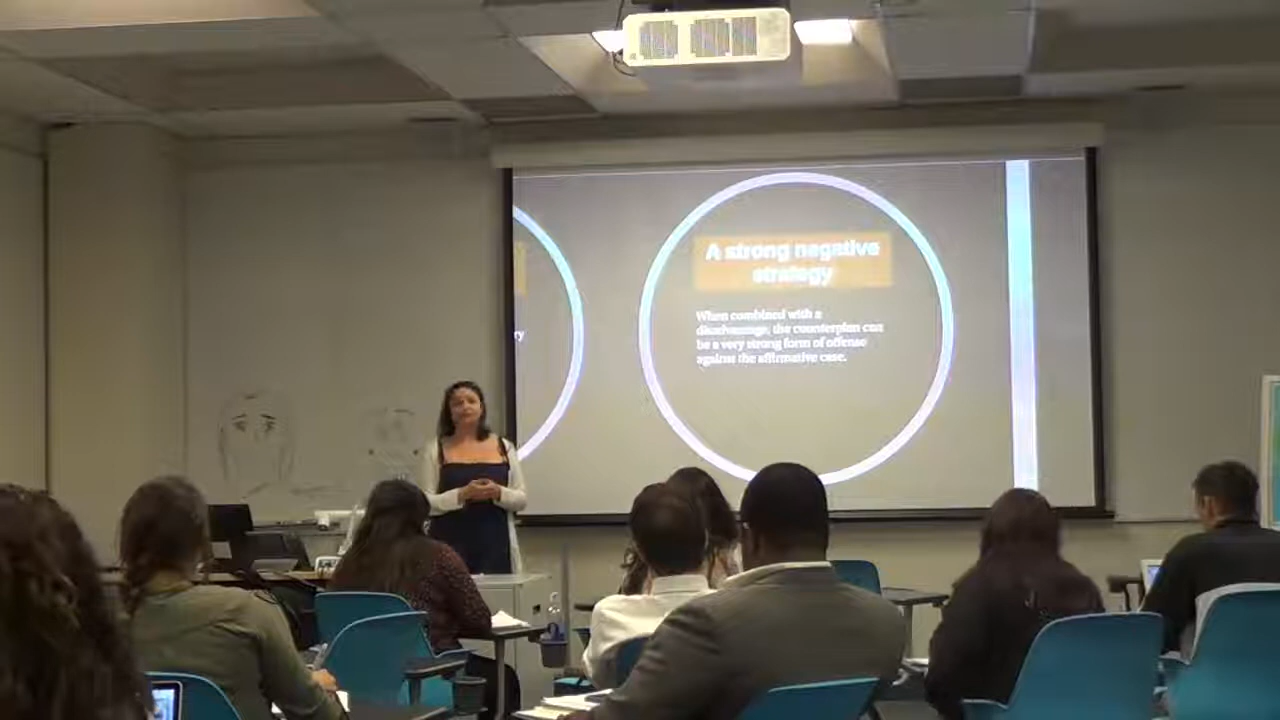 A strong negative
strategy
ry
When combined with a
disadvantage, the counterplan can
be a very strong form of offense
against the affirmative case.